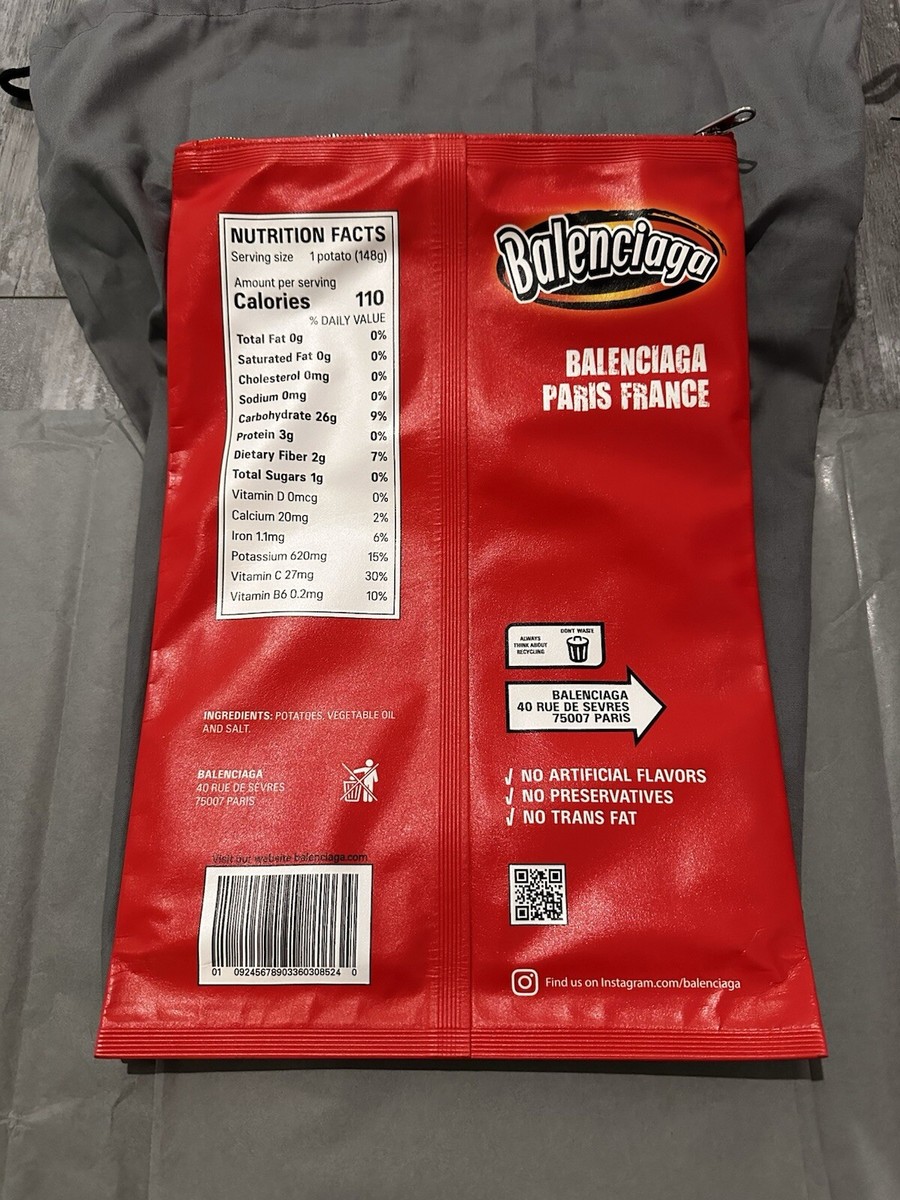 NUTRITION FACTS
Serving size 1 potato (148g)
Amount per serving
Calories 110
% DAILY VALUE
Total Fat 0g 0%
Saturated Fat 0g 0%
Cholesterol 0mg 0%
Sodium 0mg 0%
Carbohydrate 26g 9%
Protein 3g 0%
Dietary Fiber 2g 7%
Total Sugars 1g 0%
Vitamin D 0mcg 0%
Calcium 20mg 2%
Iron 1.1mg 6%
Potassium 620mg 15%
Vitamin C 27mg 30%
Vitamin B6 0.2mg 10%
INGREDIENTS: POTATOES, VEGETABLE OIL
AND SALT.
BALENCIAGA
40 RUE DE SÈVRES
75007 PARIS
Visit our website balenciaga.com
01 09245678903360308524 0
Balenciaga
BALENCIAGA
PARIS FRANCE
ALWAYS
THINK ABOUT
RECYCLING
DON'T WASTE
BALENCIAGA
40 RUE DE SEVRES
75007 PARIS
√ NO ARTIFICIAL FLAVORS
√ NO PRESERVATIVES
√ NO TRANS FAT
Find us on Instagram.com/balenciaga